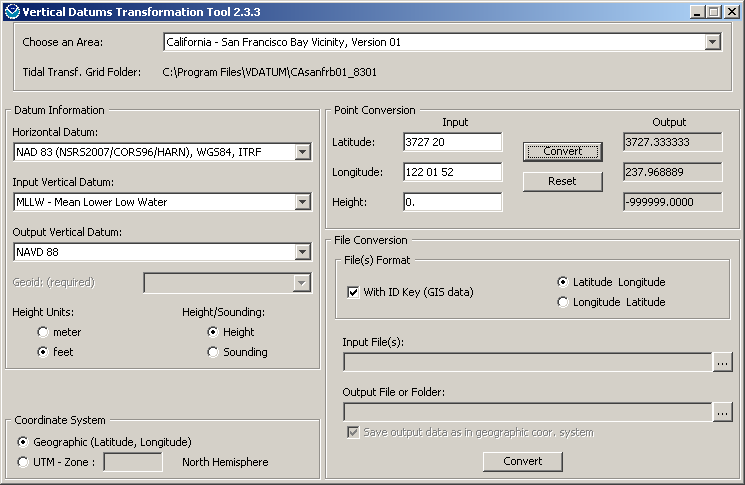 Vertical Datums Transformation Tool 2.3.3
Choose an Area: California - San Francisco Bay Vicinity, Version 01
Tidal Transf. Grid Folder: C:\Program Files\VDATUM\CAsanfrb01_8301
Datum Information
Horizontal Datum:
NAD 83 (NSRS2007/CORS96/HARN), WGS84, ITRF
Input Vertical Datum:
MLLW - Mean Lower Low Water
Output Vertical Datum:
NAVD 88
Geoid: (required)
Height Units: Height/Sounding:
meter Height
feet Sounding
Coordinate System
Geographic (Latitude, Longitude)
UTM - Zone : North Hemisphere
Point Conversion
Input Output
Latitude: 3727 20 Convert 3727.333333
Longitude: 122 01 52 Reset 237.968889
Height: 0. -999999.0000
File Conversion
File(s) Format
With ID Key (GIS data) Latitude Longitude
Longitude Latitude
Input File(s):
...
Output File or Folder:
...
Save output data as in geographic coor. system
Convert